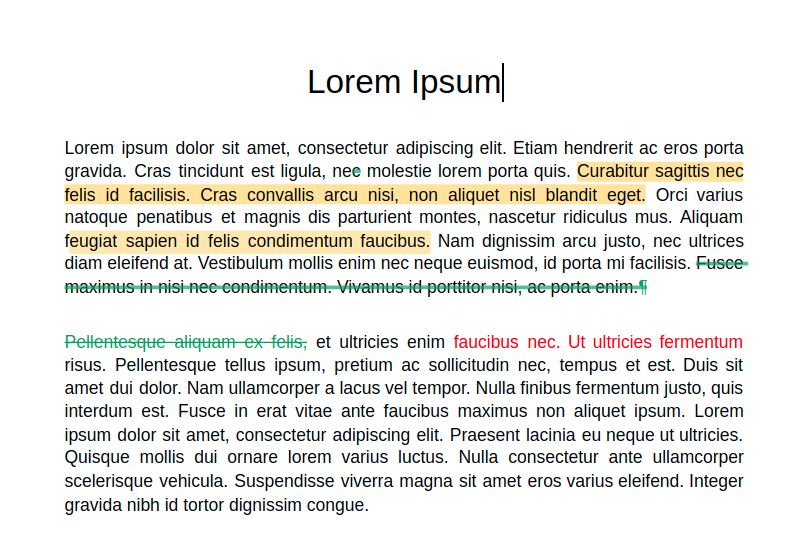 Lorem Ipsum
Lorem ipsum dolor sit amet, consectetur adipiscing elit. Etiam hendrerit ac eros porta
gravida. Cras tincidunt est ligula, nec molestie lorem porta quis. Curabitur sagittis nec
felis id facilisis. Cras convallis arcu nisi, non aliquet nisl blandit eget. Orci varius
natoque penatibus et magnis dis parturient montes, nascetur ridiculus mus. Aliquam
feugiat sapien id felis condimentum faucibus. Nam dignissim arcu justo, nec ultrices
diam eleifend at. Vestibulum mollis enim nec neque euismod, id porta mi facilisis. Fusce
maximus in nisi nec condimentum. Vivamus id porttitor nisi, ac porta enim.¶
Pellentesque aliquam ex felis, et ultricies enim faucibus nec. Ut ultricies fermentum
risus. Pellentesque tellus ipsum, pretium ac sollicitudin nec, tempus et est. Duis sit
amet dui dolor. Nam ullamcorper a lacus vel tempor. Nulla finibus fermentum justo, quis
interdum est. Fusce in erat vitae ante faucibus maximus non aliquet ipsum. Lorem
ipsum dolor sit amet, consectetur adipiscing elit. Praesent lacinia eu neque ut ultricies.
Quisque mollis dui ornare lorem varius luctus. Nulla consectetur ante ullamcorper
scelerisque vehicula. Suspendisse viverra magna sit amet eros varius eleifend. Integer
gravida nibh id tortor dignissim congue.